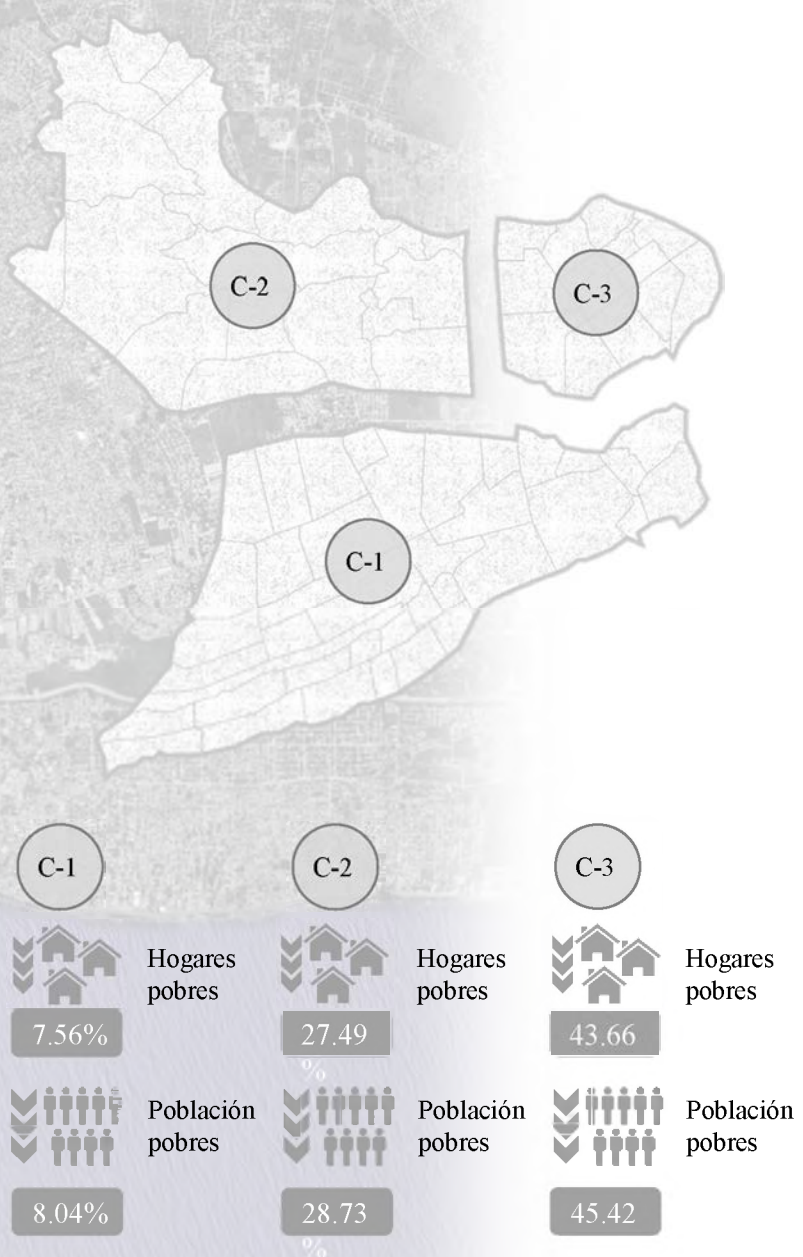 C-2
C-3
C-1
C-1
C-2
C-3
Hogares
pobres
Hogares
pobres
Hogares
pobres
7.56%
27.49
%
43.66
Población
pobres
Población
pobres
Población
pobres
8.04%
28.73
%
45.42